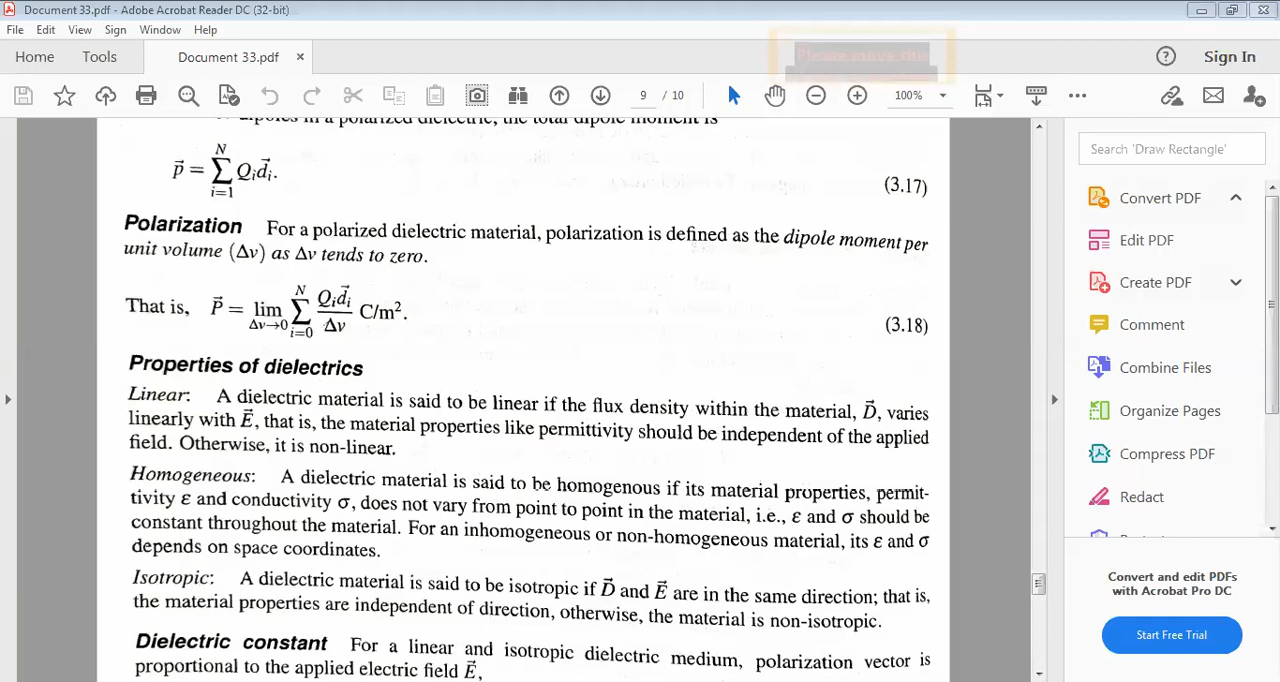 Document 33.pdf - Adobe Acrobat Reader DC (32-bit)
File Edit View Sign Window Help
Home Tools Document 33.pdf × Please move the ? Sign In
9 / 10 100%
dipoles in a polarized dielectric, the total dipole moment is
p⃗ = ∑_{i=1}^{N} Q_i d⃗_i. (3.17)
Polarization For a polarized dielectric material, polarization is defined as the dipole moment per
unit volume (Δv) as Δv tends to zero.
That is, P⃗ = lim_{Δv→0} ∑_{i=0}^{N} Q_i d⃗_i / Δv C/m². (3.18)
Properties of dielectrics
Linear: A dielectric material is said to be linear if the flux density within the material, D⃗, varies
linearly with E⃗, that is, the material properties like permittivity should be independent of the applied
field. Otherwise, it is non-linear.
Homogeneous: A dielectric material is said to be homogenous if its material properties, permit-
tivity ε and conductivity σ, does not vary from point to point in the material, i.e., ε and σ should be
constant throughout the material. For an inhomogeneous or non-homogeneous material, its ε and σ
depends on space coordinates.
Isotropic: A dielectric material is said to be isotropic if D⃗ and E⃗ are in the same direction; that is,
the material properties are independent of direction, otherwise, the material is non-isotropic.
Dielectric constant For a linear and isotropic dielectric medium, polarization vector is
proportional to the applied electric field E⃗,
Search 'Draw Rectangle'
Convert PDF
Edit PDF
Create PDF
Comment
Combine Files
Organize Pages
Compress PDF
Redact
Convert and edit PDFs
with Acrobat Pro DC
Start Free Trial